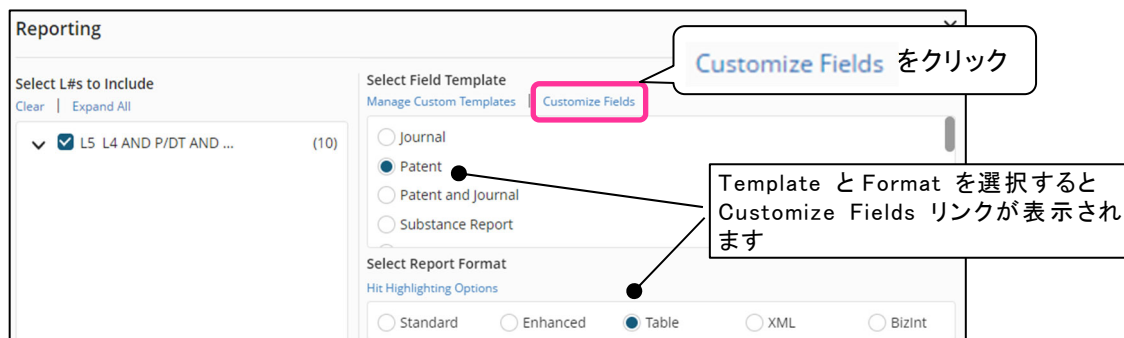 Reporting
Customize Fields をクリック
Select L#s to Include
Clear | Expand All
L5 L4 AND P/DT AND ... (10)
Select Field Template
Manage Custom Templates | Customize Fields
Journal
Patent
Patent and Journal
Substance Report
Template と Format を選択すると
Customize Fields リンクが表示され
ます
Select Report Format
Hit Highlighting Options
Standard Enhanced Table XML BizInt